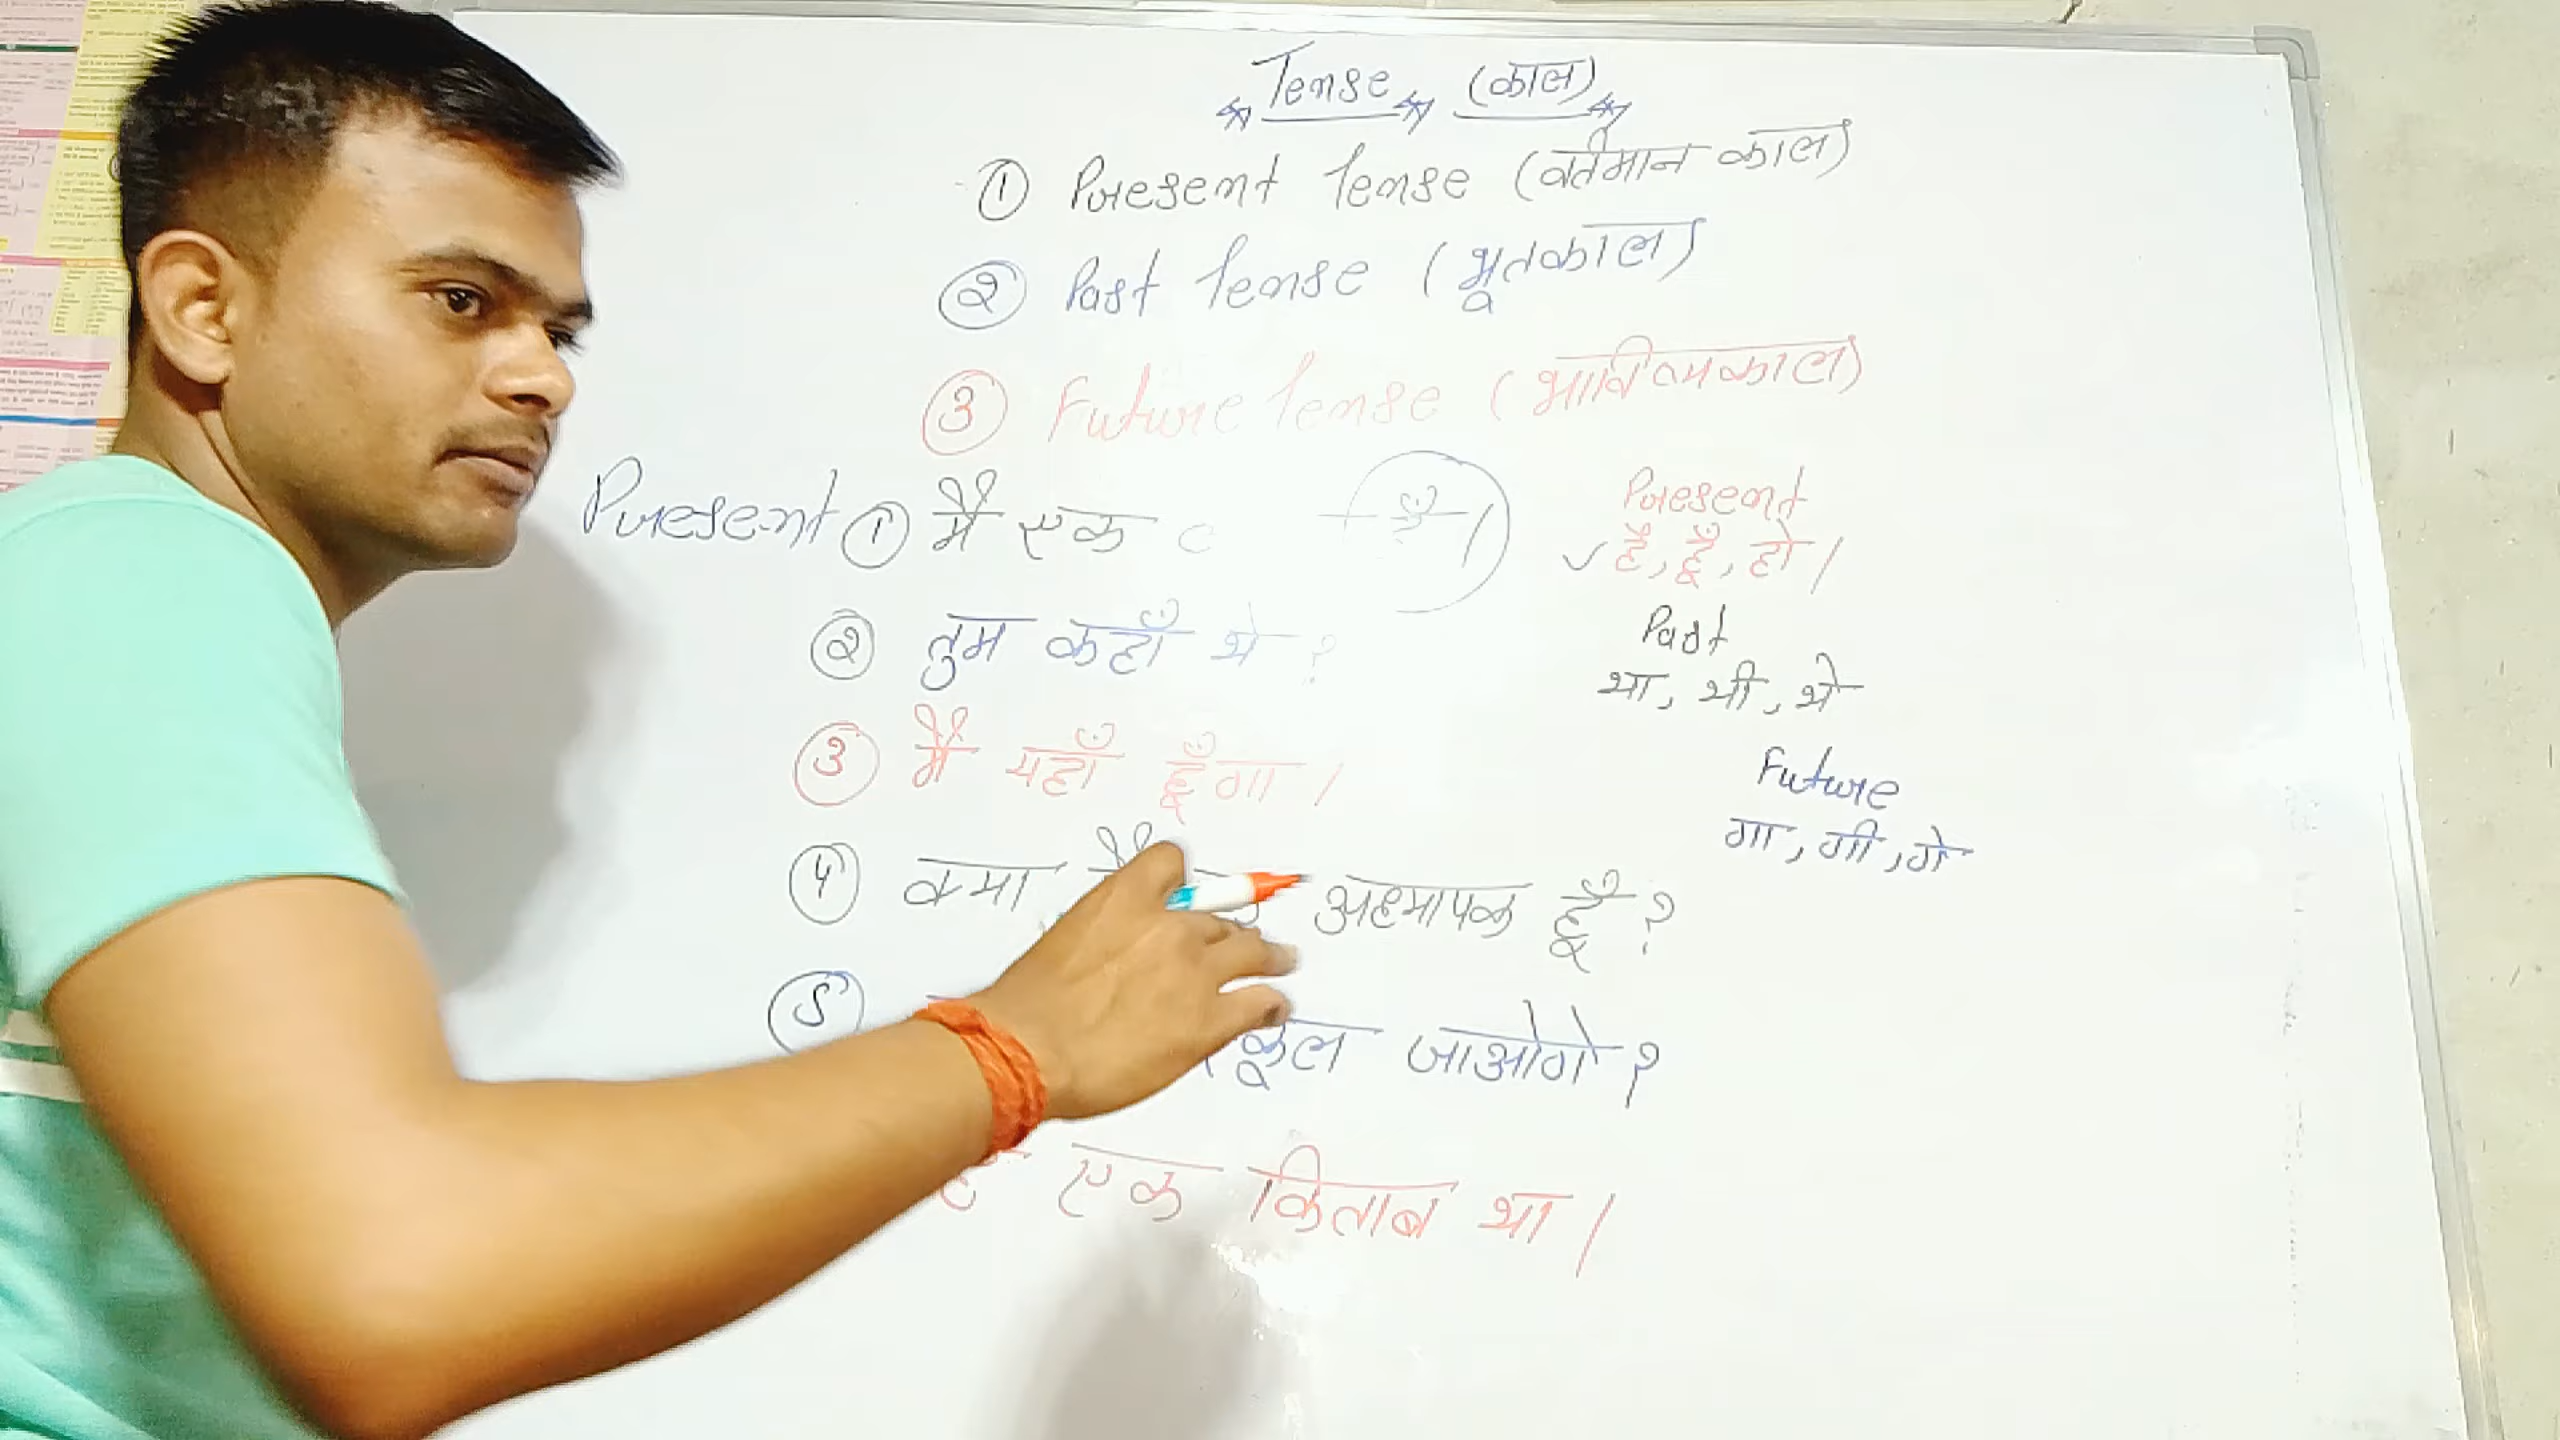 Tense (काल)
① Present Tense (वर्तमान काल)
② Past Tense (भूतकाल)
③ Future Tense (भाविष्यकाल)
Present ① मैं एक हूँ।
② तुम कहाँ थे ?
③ मैं यहाँ हूँगा।
④ क्या मैं अध्यापक हूँ ?
⑤ स्कूल जाओगे ?
एक किताब था।
Present
✓ है, हूँ, हो।
Past
था, थी, थे
Future
गा, गी, गे